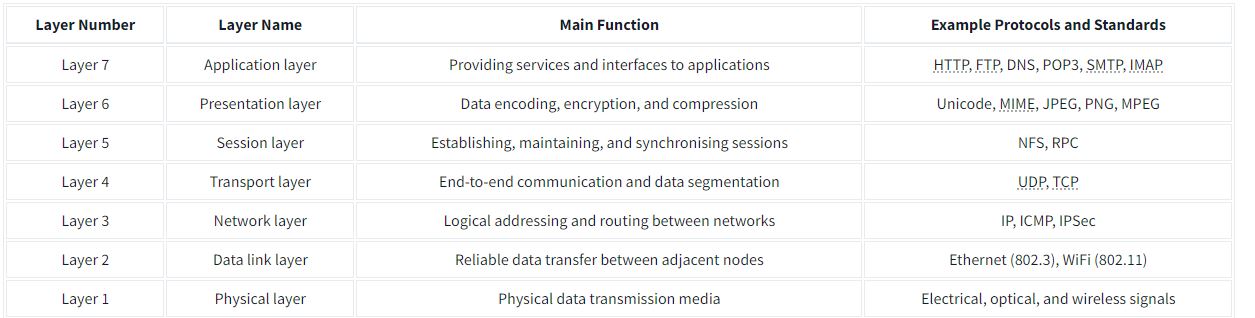 Layer Number Layer Name Main Function Example Protocols and Standards
Layer 7 Application layer Providing services and interfaces to applications HTTP, FTP, DNS, POP3, SMTP, IMAP
Layer 6 Presentation layer Data encoding, encryption, and compression Unicode, MIME, JPEG, PNG, MPEG
Layer 5 Session layer Establishing, maintaining, and synchronising sessions NFS, RPC
Layer 4 Transport layer End-to-end communication and data segmentation UDP, TCP
Layer 3 Network layer Logical addressing and routing between networks IP, ICMP, IPSec
Layer 2 Data link layer Reliable data transfer between adjacent nodes Ethernet (802.3), WiFi (802.11)
Layer 1 Physical layer Physical data transmission media Electrical, optical, and wireless signals